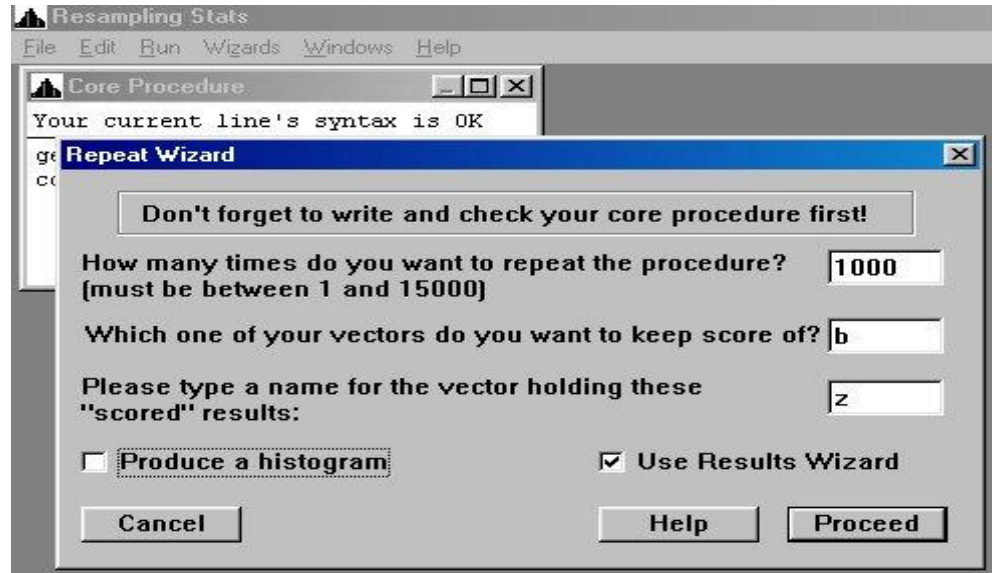 Resampling Stats
File Edit Run Wizards Windows Help
Core Procedure
Your current line's syntax is OK
Repeat Wizard
Don't forget to write and check your core procedure first!
How many times do you want to repeat the procedure? 1000
(must be between 1 and 15000)
Which one of your vectors do you want to keep score of? b
Please type a name for the vector holding these
"scored" results: z
Produce a histogram Use Results Wizard
Cancel Help Proceed